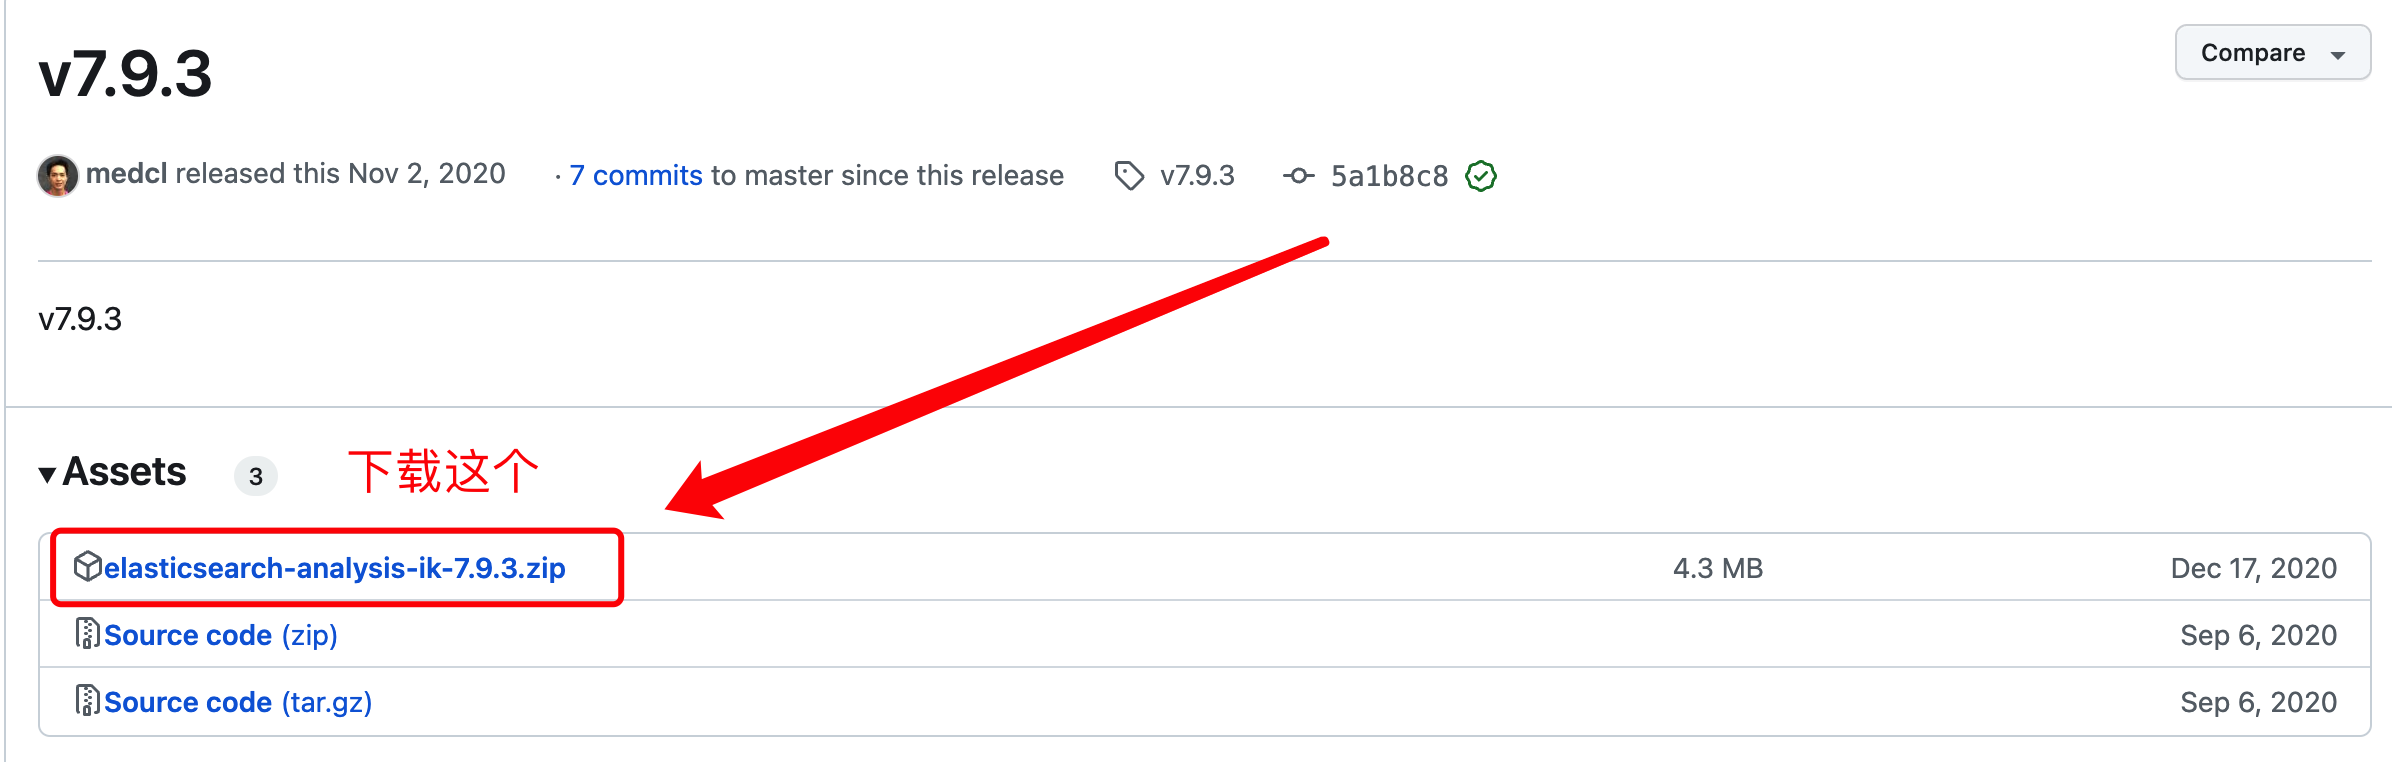 v7.9.3
Compare
medcl released this Nov 2, 2020 · 7 commits to master since this release v7.9.3 5a1b8c8
v7.9.3
Assets 3 下载这个
elasticsearch-analysis-ik-7.9.3.zip 4.3 MB Dec 17, 2020
Source code (zip) Sep 6, 2020
Source code (tar.gz) Sep 6, 2020